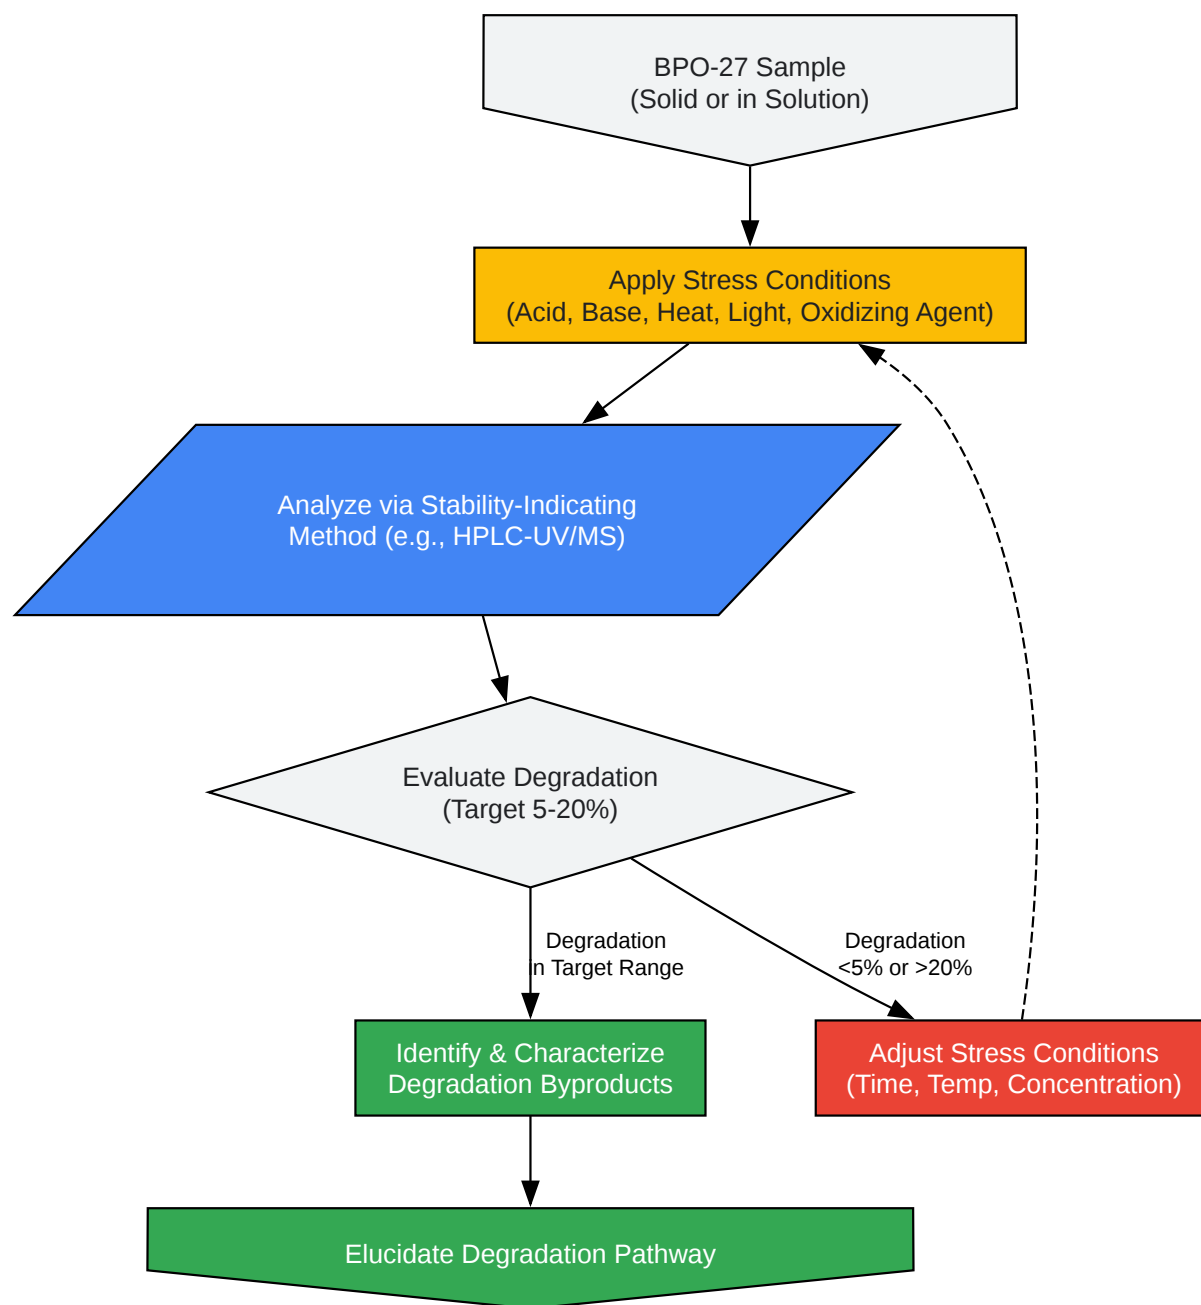 BPO-27 Sample
(Solid or in Solution)
Apply Stress Conditions
(Acid, Base, Heat, Light, Oxidizing Agent)
Analyze via Stability-Indicating
Method (e.g., HPLC-UV/MS)
Evaluate Degradation
(Target 5-20%)
Degradation
in Target Range
Degradation
<5% or >20%
Identify & Characterize
Degradation Byproducts
Adjust Stress Conditions
(Time, Temp, Concentration)
Elucidate Degradation Pathway